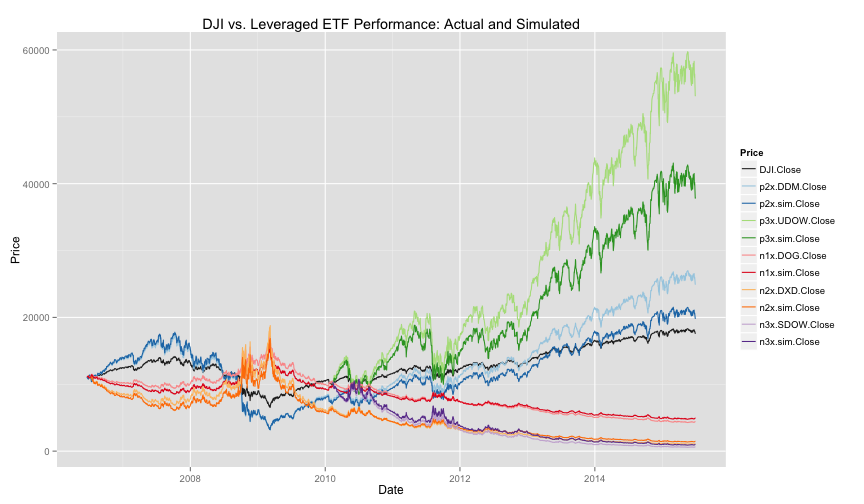 DJI vs. Leveraged ETF Performance: Actual and Simulated
60000
40000
20000
0
Price
2008
2010
2012
2014
Date
Price
DJI.Close
p2x.DDM.Close
p2x.sim.Close
p3x.UDOW.Close
p3x.sim.Close
n1x.DOG.Close
n1x.sim.Close
n2x.DXD.Close
n2x.sim.Close
n3x.SDOW.Close
n3x.sim.Close